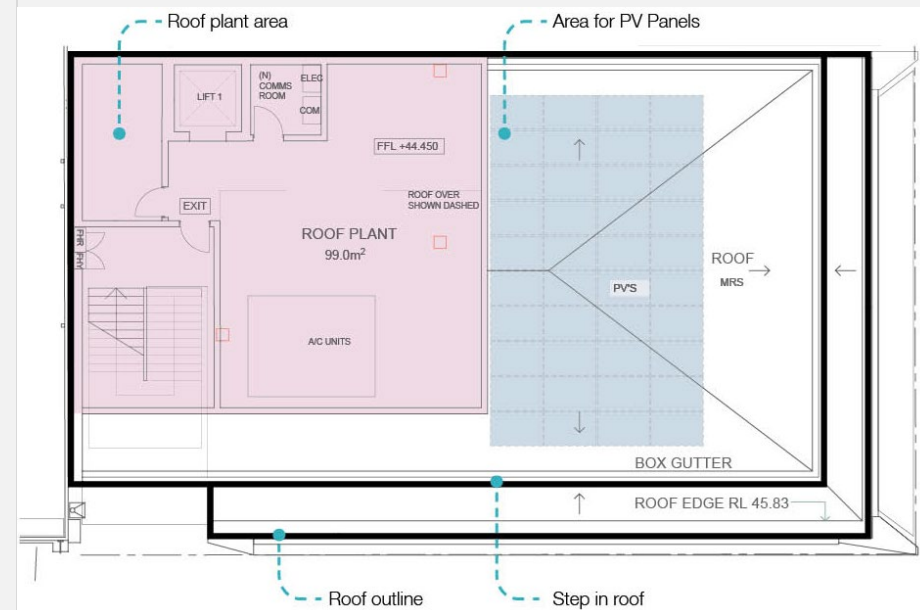 Roof plant area
Area for PV Panels
LIFT 1
(N)
COMMS
ROOM
ELEC
COM
FFL +44.450
EXIT
ROOF OVER
SHOWN DASHED
ROOF PLANT
99.0m²
FHR
FHY
A/C UNITS
PV'S
ROOF
MRS
BOX GUTTER
ROOF EDGE RL 45.83
Roof outline
Step in roof